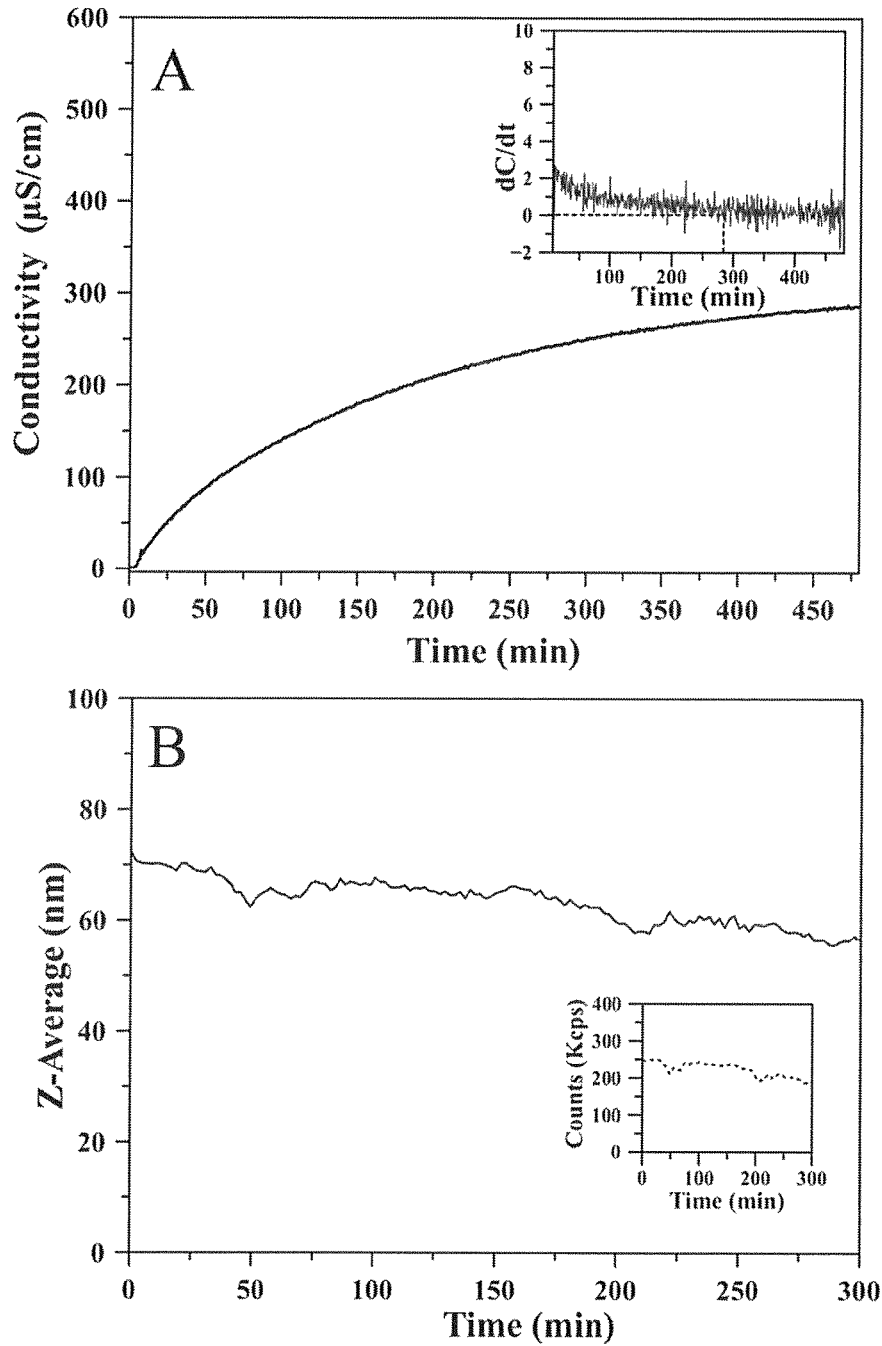 A
Conductivity (µS/cm)
600
500
400
300
200
100
0
0 50 100 150 200 250 300 350 400 450
Time (min)
dC/dt
10
8
6
4
2
0
−2
100 200 300 400
Time (min)
B
Z-Average (nm)
100
80
60
40
20
0
0 50 100 150 200 250 300
Time (min)
Counts (Kcps)
400
300
200
100
0
0 100 200 300
Time (min)